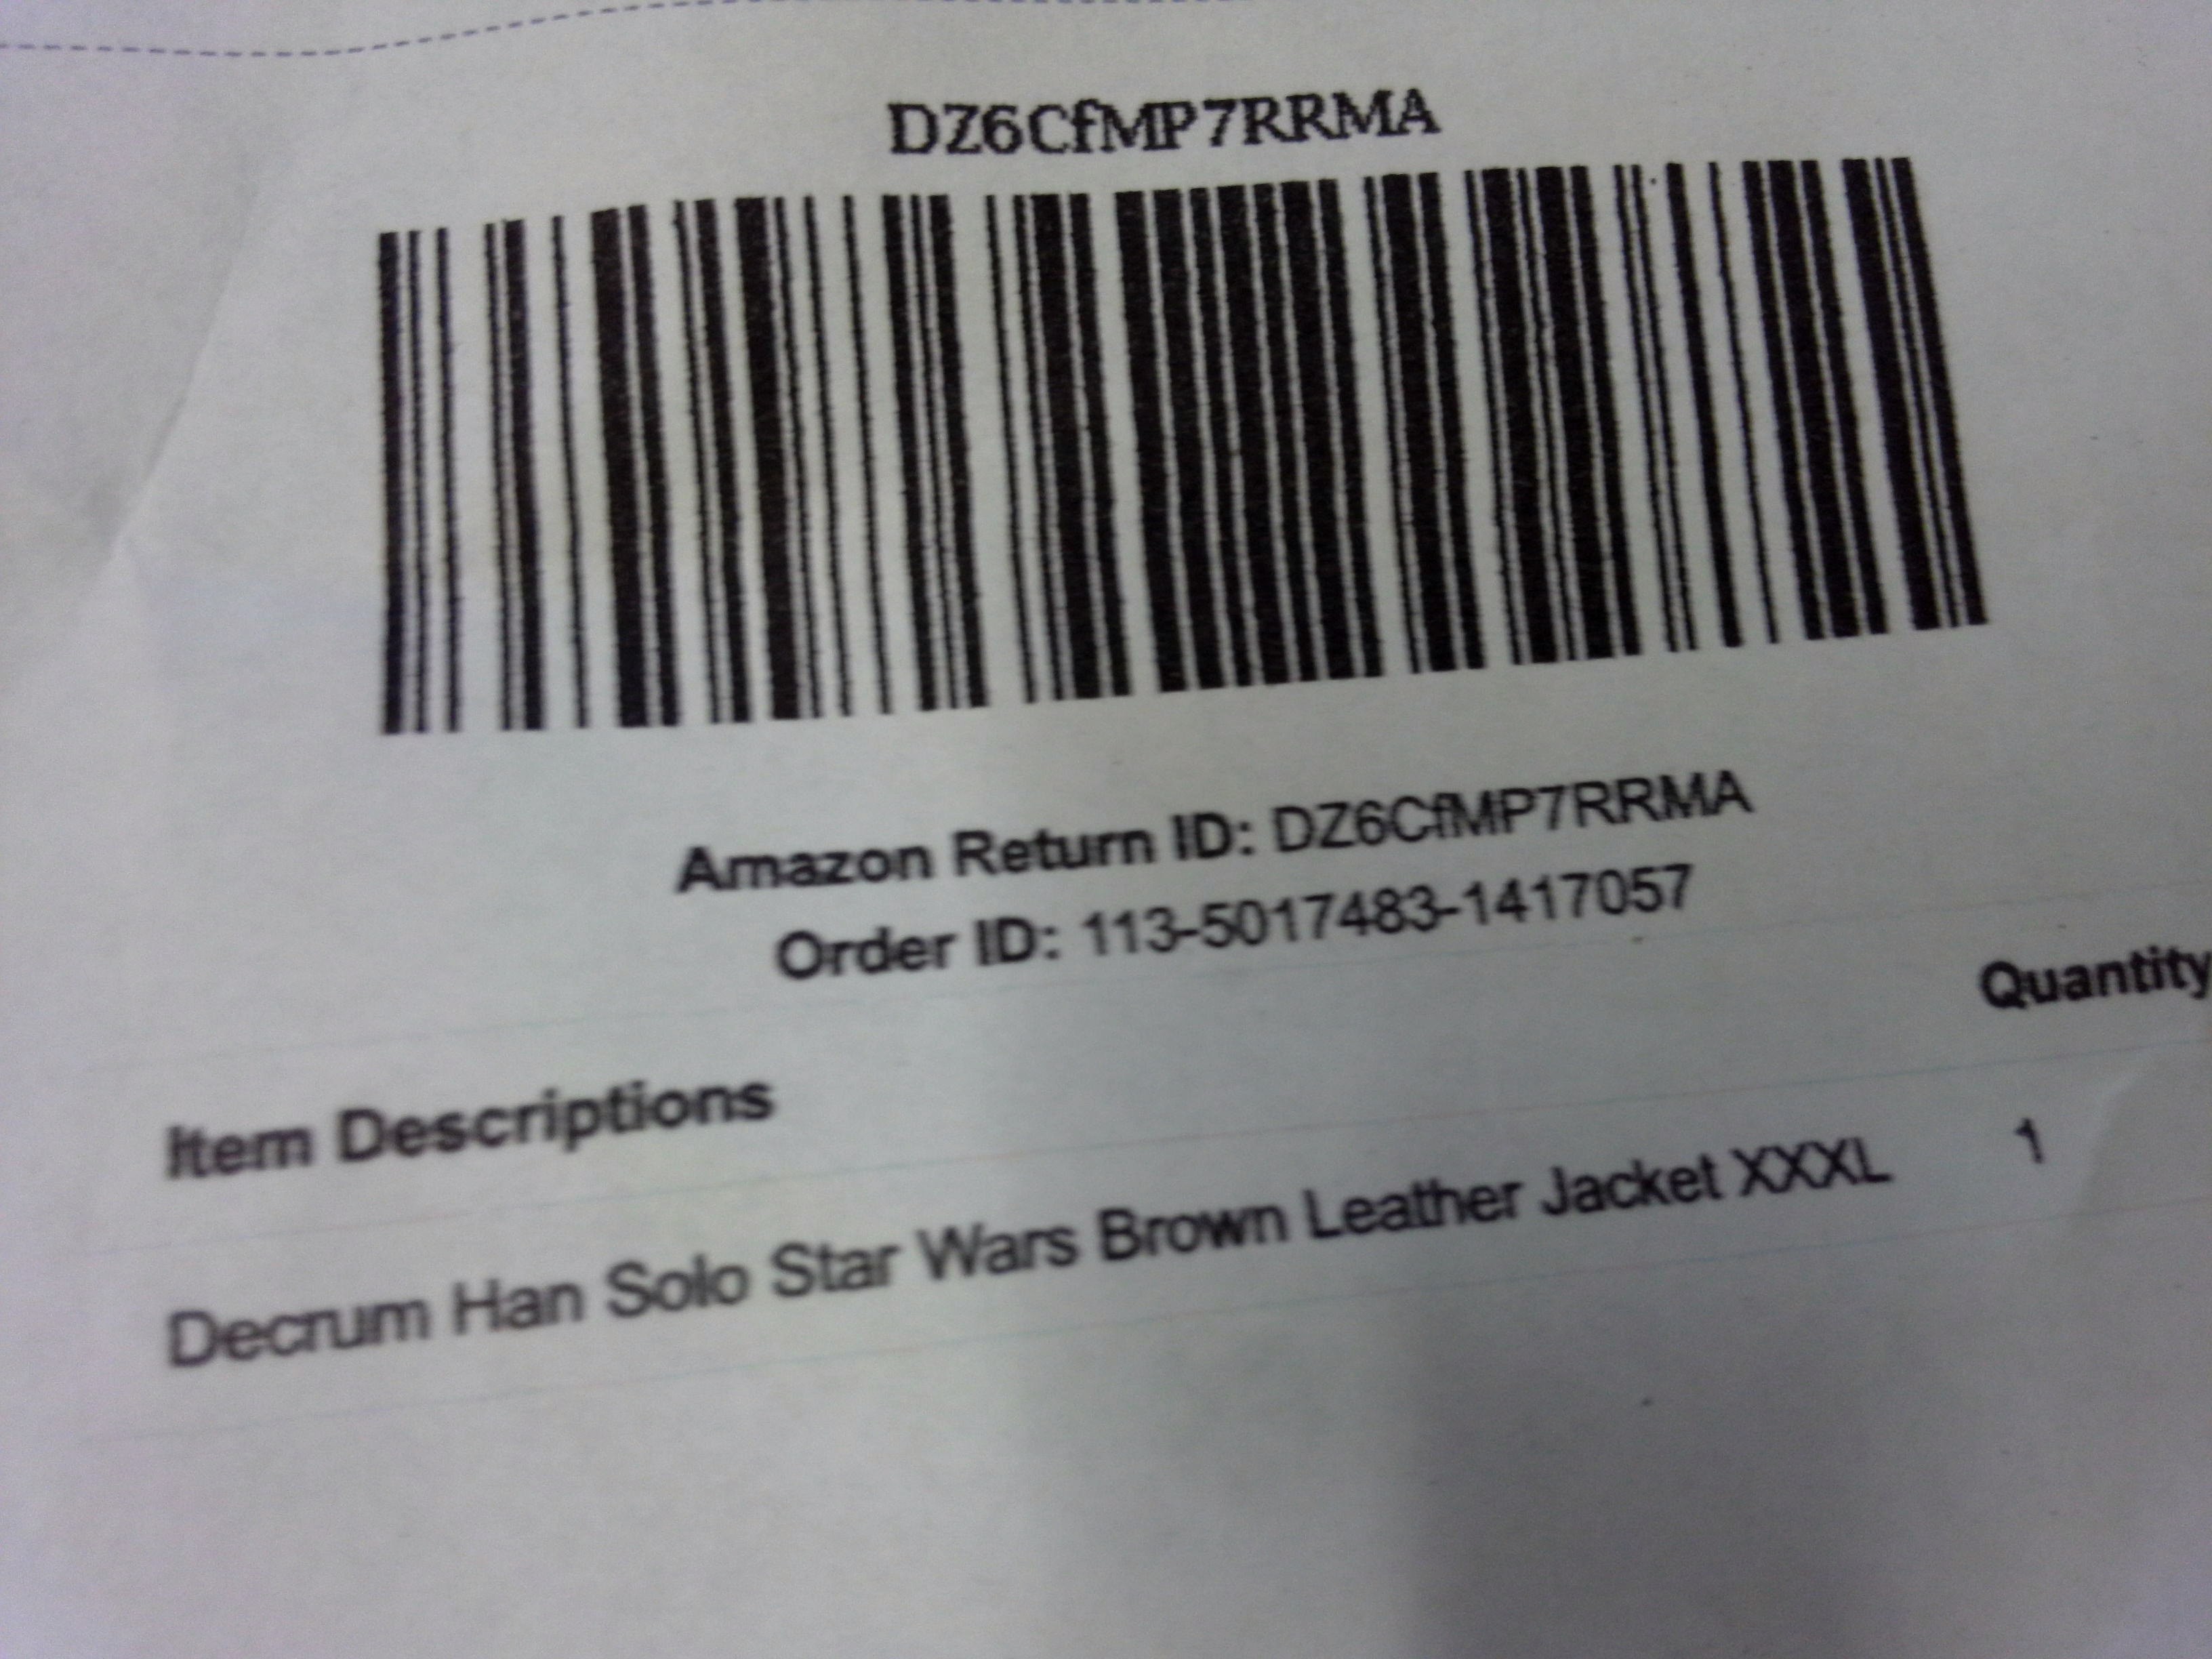 DZ6CfMP7RRMA
Amazon Return ID: DZ6CfMP7RRMA
Order ID: 113-5017483-1417057
Item Descriptions Quantity
Decrum Han Solo Star Wars Brown Leather Jacket XXXL 1